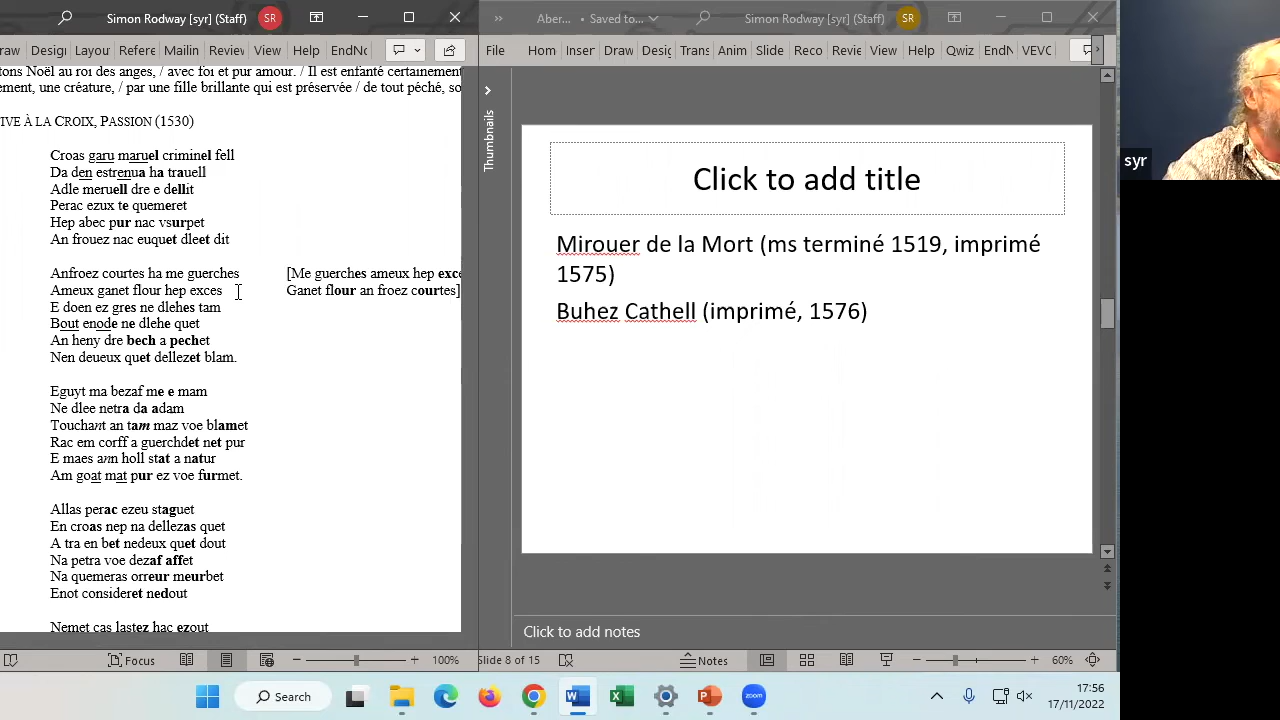 Simon Rodway [syr] (Staff) SR
raw Design Layou Refere Mailin Review View Help EndNo
tons Noël au roi des anges, / avec foi et pur amour. / Il est enfanté certainement
ement, une créature, / par une fille brillante qui est préservée / de tout péché, so
IVE À LA CROIX, PASSION (1530)
Croas garu maruel criminel fell
Da den estrenua ha trauell
Adle meruell dre e dellit
Perac ezux te quemeret
Hep abec pur nac vsurpet
An frouez nac euquet dleet dit
Anfroez courtes ha me guerches [Me guerches ameux hep exce
Ameux ganet flour hep exces Ganet flour an froez courtes]
E doen ez gres ne dlehes tam
Bout enode ne dlehe quet
An heny dre bech a pechet
Nen deueux quet dellezet blam.
Eguyt ma bezaf me e mam
Ne dlee netra da adam
Touchant an tam maz voe blamet
Rac em corff a guerchdet net pur
E maes ann holl stat a natur
Am goat mat pur ez voe furmet.
Allas perac ezeu staguet
En croas nep na dellezas quet
A tra en bet nedeux quet dout
Na petra voe dezaf affet
Na quemeras orreur meurbet
Enot consideret nedout
Nemet cas lastez hac ezout
Focus 100%
Aber... • Saved to... Simon Rodway [syr] (Staff) SR
File Hom Inser Draw Desig Trans Anim Slide Reco Revie View Help Qwiz EndN VEVC
Thumbnails
Click to add title
Mirouer de la Mort (ms terminé 1519, imprimé
1575)
Buhez Cathell (imprimé, 1576)
Click to add notes
Slide 8 of 15 Notes 60%
syr
Search
zoom
17:56
17/11/2022